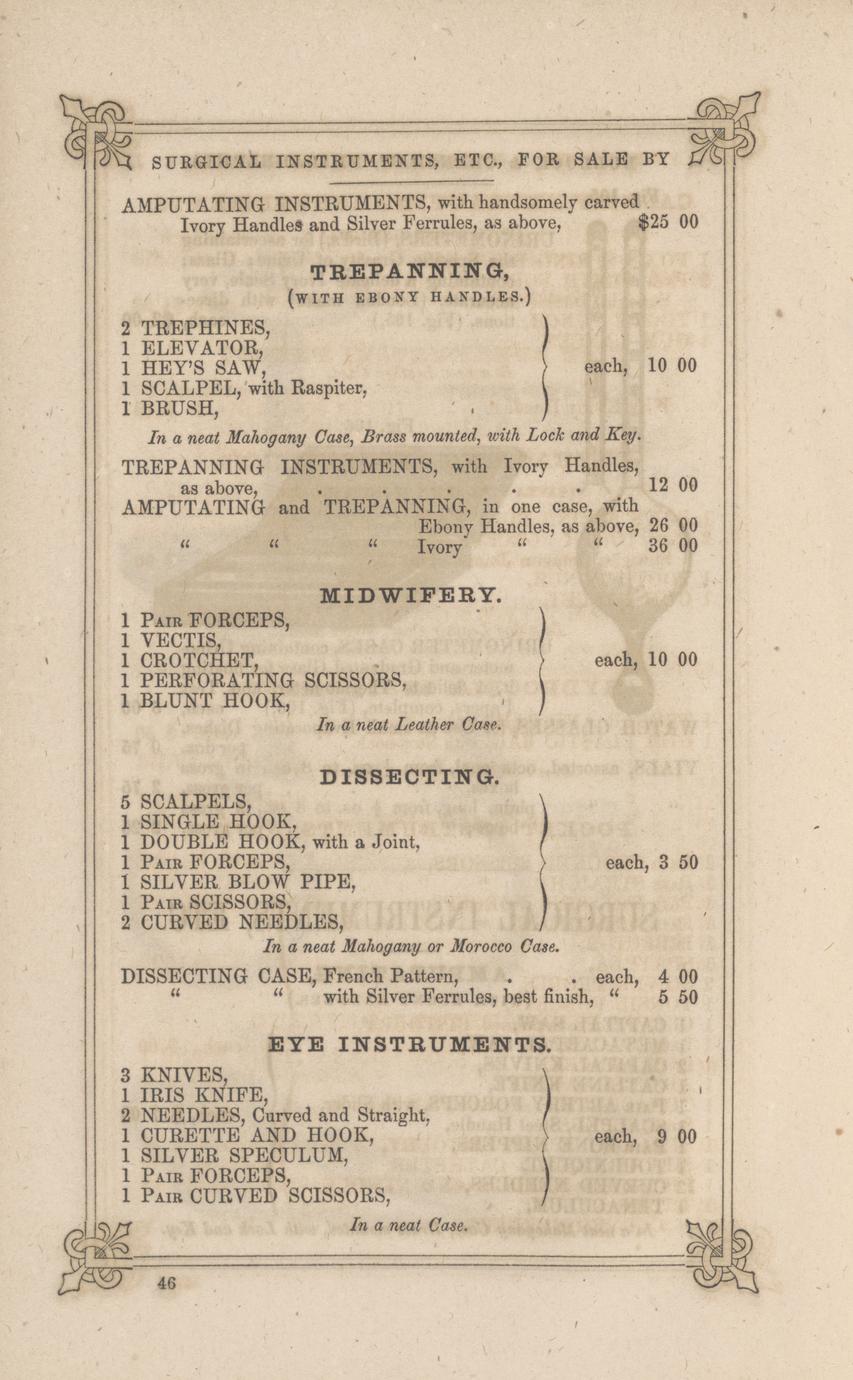 SURGICAL INSTRUMENTS, ETC., FOR SALE BY
AMPUTATING INSTRUMENTS, with handsomely carved
Ivory Handles and Silver Ferrules, as above, $25 00
TREPANNING,
(WITH EBONY HANDLES.)
2 TREPHINES,
1 ELEVATOR,
1 HEY'S SAW, each, 10 00
1 SCALPEL, with Raspiter,
1 BRUSH,
In a neat Mahogany Case, Brass mounted, with Lock and Key.
TREPANNING INSTRUMENTS, with Ivory Handles,
as above, . . . . . . 12 00
AMPUTATING and TREPANNING, in one case, with
Ebony Handles, as above, 26 00
" " " Ivory " " 36 00
MIDWIFERY.
1 PAIR FORCEPS,
1 VECTIS,
1 CROTCHET, each, 10 00
1 PERFORATING SCISSORS,
1 BLUNT HOOK,
In a neat Leather Case.
DISSECTING.
5 SCALPELS,
1 SINGLE HOOK,
1 DOUBLE HOOK, with a Joint,
1 PAIR FORCEPS, each, 3 50
1 SILVER BLOW PIPE,
1 PAIR SCISSORS,
2 CURVED NEEDLES,
In a neat Mahogany or Morocco Case.
DISSECTING CASE, French Pattern, . . each, 4 00
" " with Silver Ferrules, best finish, " 5 50
EYE INSTRUMENTS.
3 KNIVES,
1 IRIS KNIFE,
2 NEEDLES, Curved and Straight,
1 CURETTE AND HOOK, each, 9 00
1 SILVER SPECULUM,
1 PAIR FORCEPS,
1 PAIR CURVED SCISSORS,
In a neat Case.
46